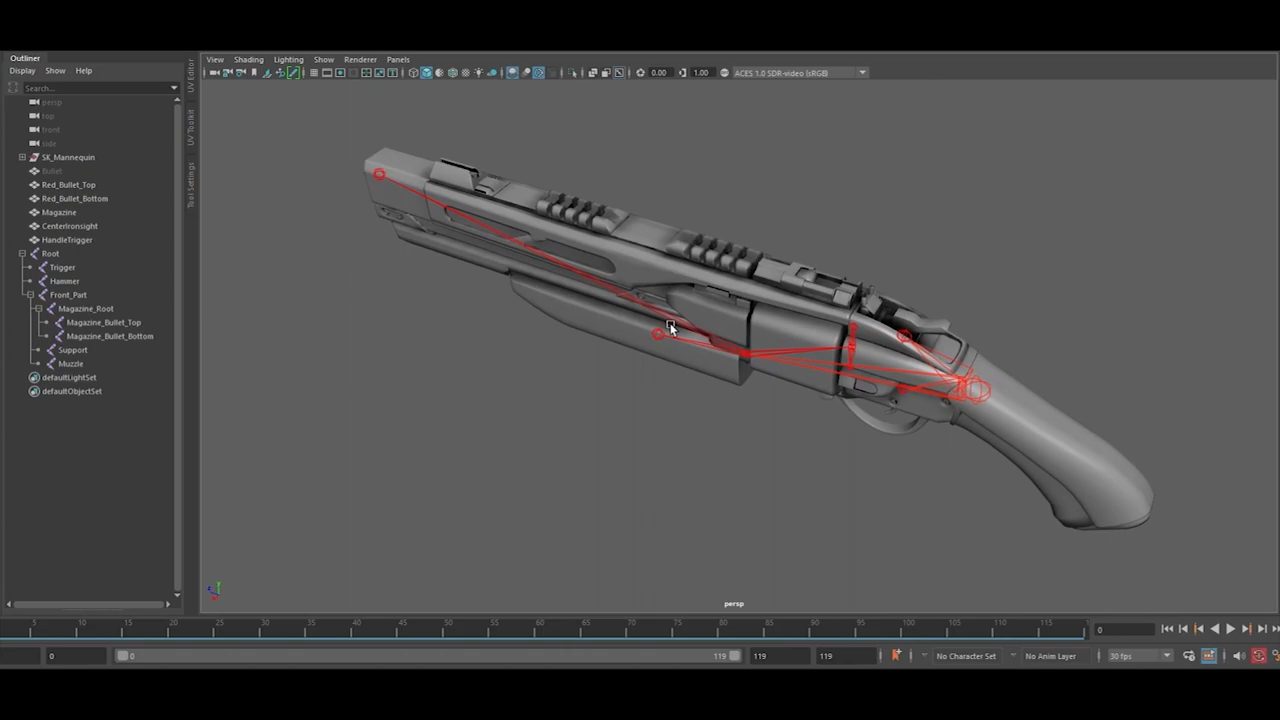 Outliner
Display Show Help
Search...
persp
top
front
side
SK_Mannequin
Bullet
Red_Bullet_Top
Red_Bullet_Bottom
Magazine
CenterIronsight
HandleTrigger
Root
Trigger
Hammer
Front_Part
Magazine_Root
Magazine_Bullet_Top
Magazine_Bullet_Bottom
Support
Muzzle
defaultLightSet
defaultObjectSet
UV Editor
UV Toolkit
Tool Settings
View Shading Lighting Show Renderer Panels
0.00 1.00 ACES 1.0 SDR-video (sRGB)
persp
5 10 15 20 25 30 35 40 45 50 55 60 65 70 75 80 85 90 95 100 105 110 115 0
0 0 119 119 119 No Character Set No Anim Layer 30 fps